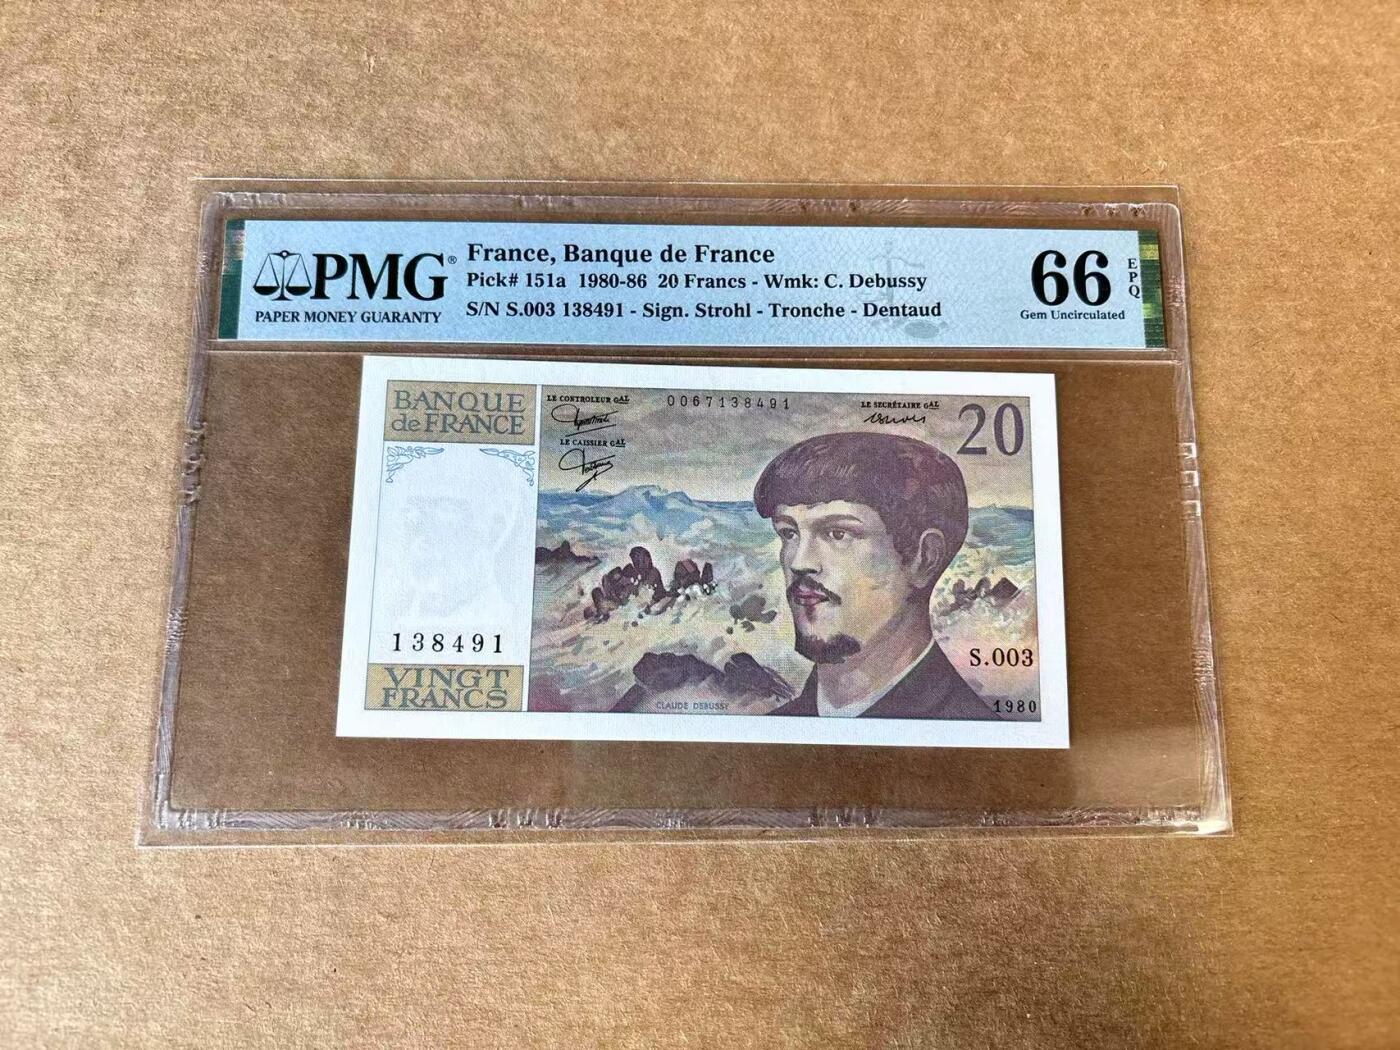 PMG®
PAPER MONEY GUARANTY
France, Banque de France
Pick# 151a 1980-86 20 Francs - Wmk: C. Debussy
S/N S.003 138491 - Sign. Strohl - Tronche - Dentaud
66 EPQ
Gem Uncirculated
BANQUE
de FRANCE
LE CONTROLEUR GAL
0067138491
LE SECRÉTAIRE GAL
20
LE CAISSIER GAL
138491
S.003
VINGT
FRANCS
CLAUDE DEBUSSY
1980